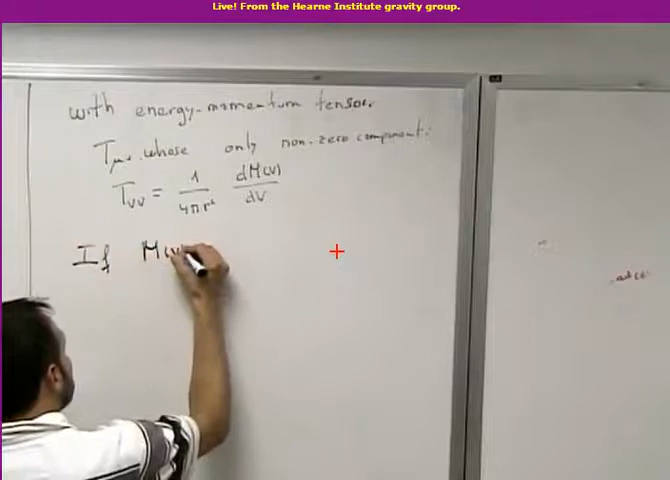 Live! From the Hearne Institute gravity group.
with energy-momentum tensor.
Tμν whose only non-zero component:
T_VV = 1/4πr² dM(v)/dv
If M(v)